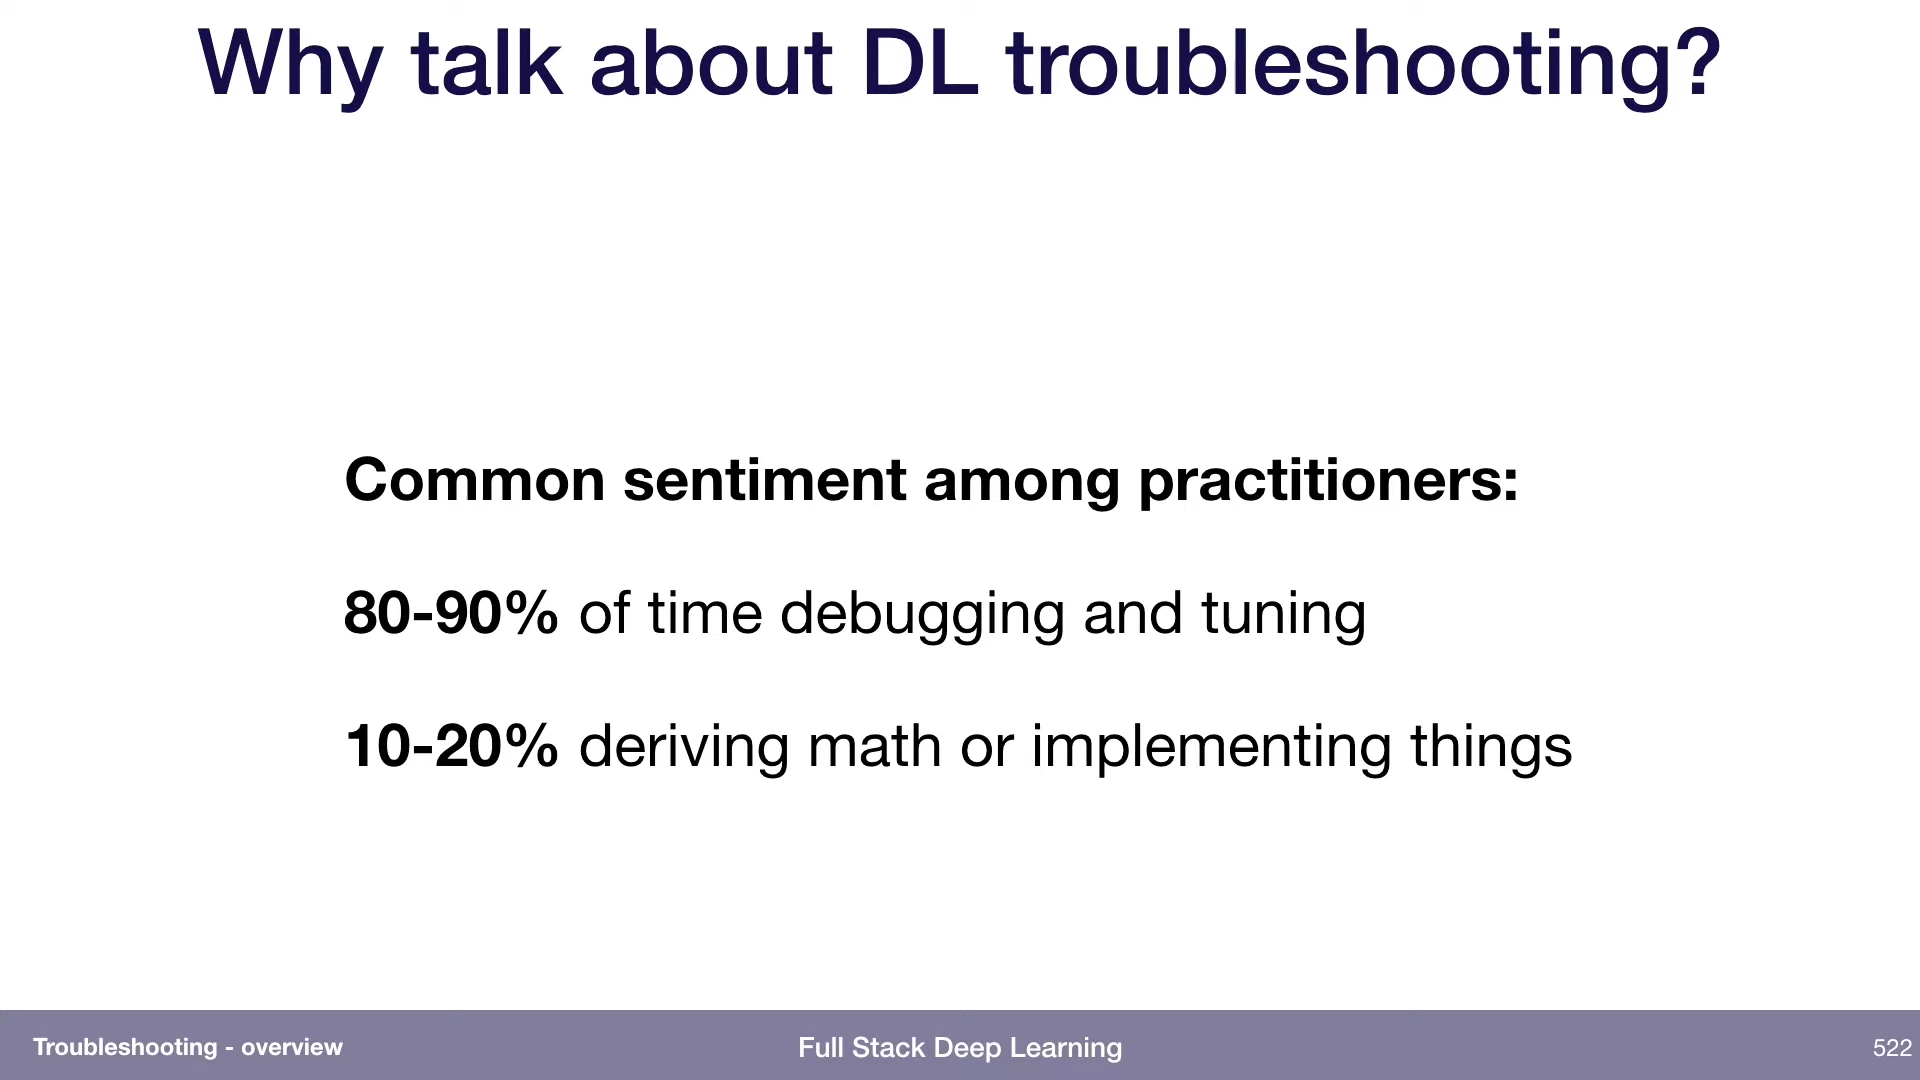 Why talk about DL troubleshooting?
Common sentiment among practitioners:
80-90% of time debugging and tuning
10-20% deriving math or implementing things
Troubleshooting - overview
Full Stack Deep Learning
522